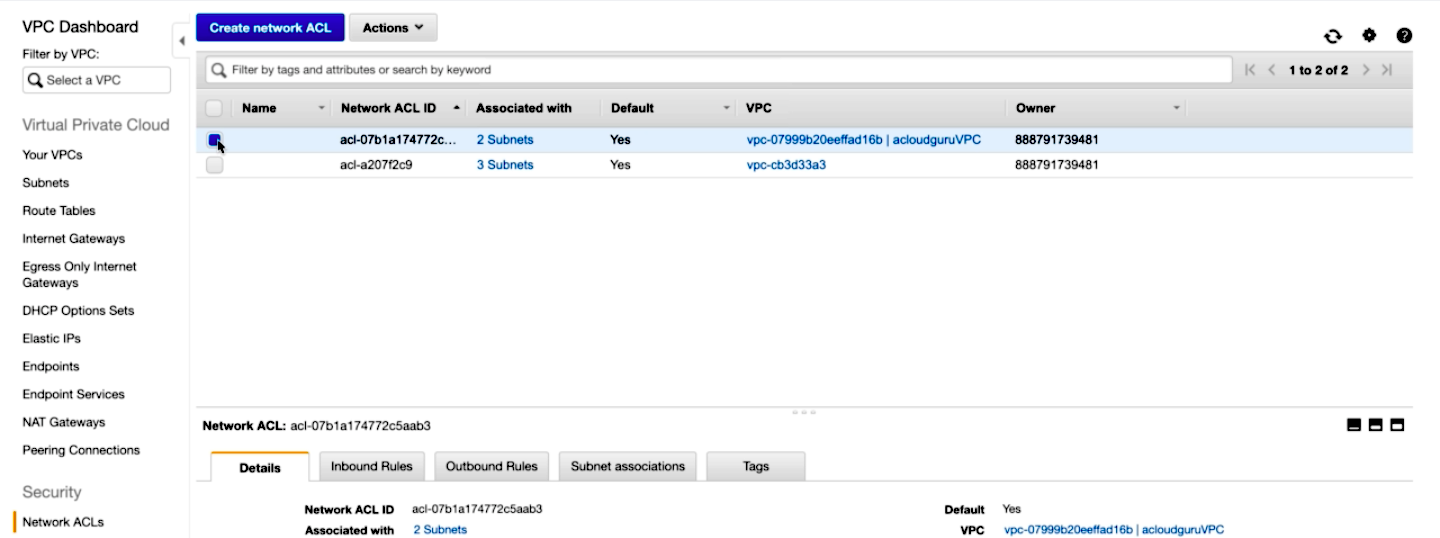 VPC Dashboard
Filter by VPC:
Select a VPC
Virtual Private Cloud
Your VPCs
Subnets
Route Tables
Internet Gateways
Egress Only Internet
Gateways
DHCP Options Sets
Elastic IPs
Endpoints
Endpoint Services
NAT Gateways
Peering Connections
Security
Network ACLs
Create network ACL Actions
Filter by tags and attributes or search by keyword
1 to 2 of 2
Name Network ACL ID Associated with Default VPC Owner
acl-07b1a174772c... 2 Subnets Yes vpc-07999b20eeffad16b | acloudguruVPC 888791739481
acl-a207f2c9 3 Subnets Yes vpc-cb3d33a3 888791739481
Network ACL: acl-07b1a174772c5aab3
Details Inbound Rules Outbound Rules Subnet associations Tags
Network ACL ID acl-07b1a174772c5aab3 Default Yes
Associated with 2 Subnets VPC vpc-07999b20eeffad16b | acloudguruVPC